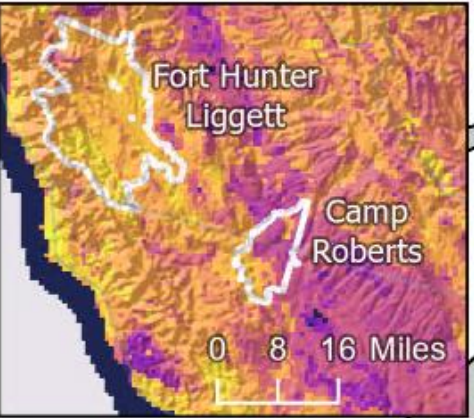 Fort Hunter
Liggett
Camp
Roberts
0 8 16 Miles